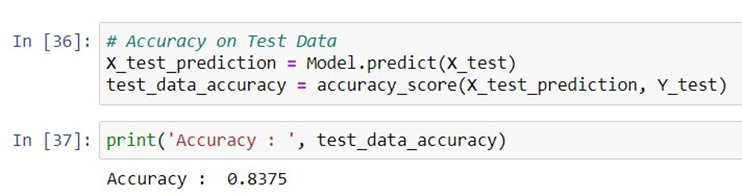 In [36]: # Accuracy on Test Data
X_test_prediction = Model.predict(X_test)
test_data_accuracy = accuracy_score(X_test_prediction, Y_test)
In [37]: print('Accuracy : ', test_data_accuracy)
Accuracy :  0.8375